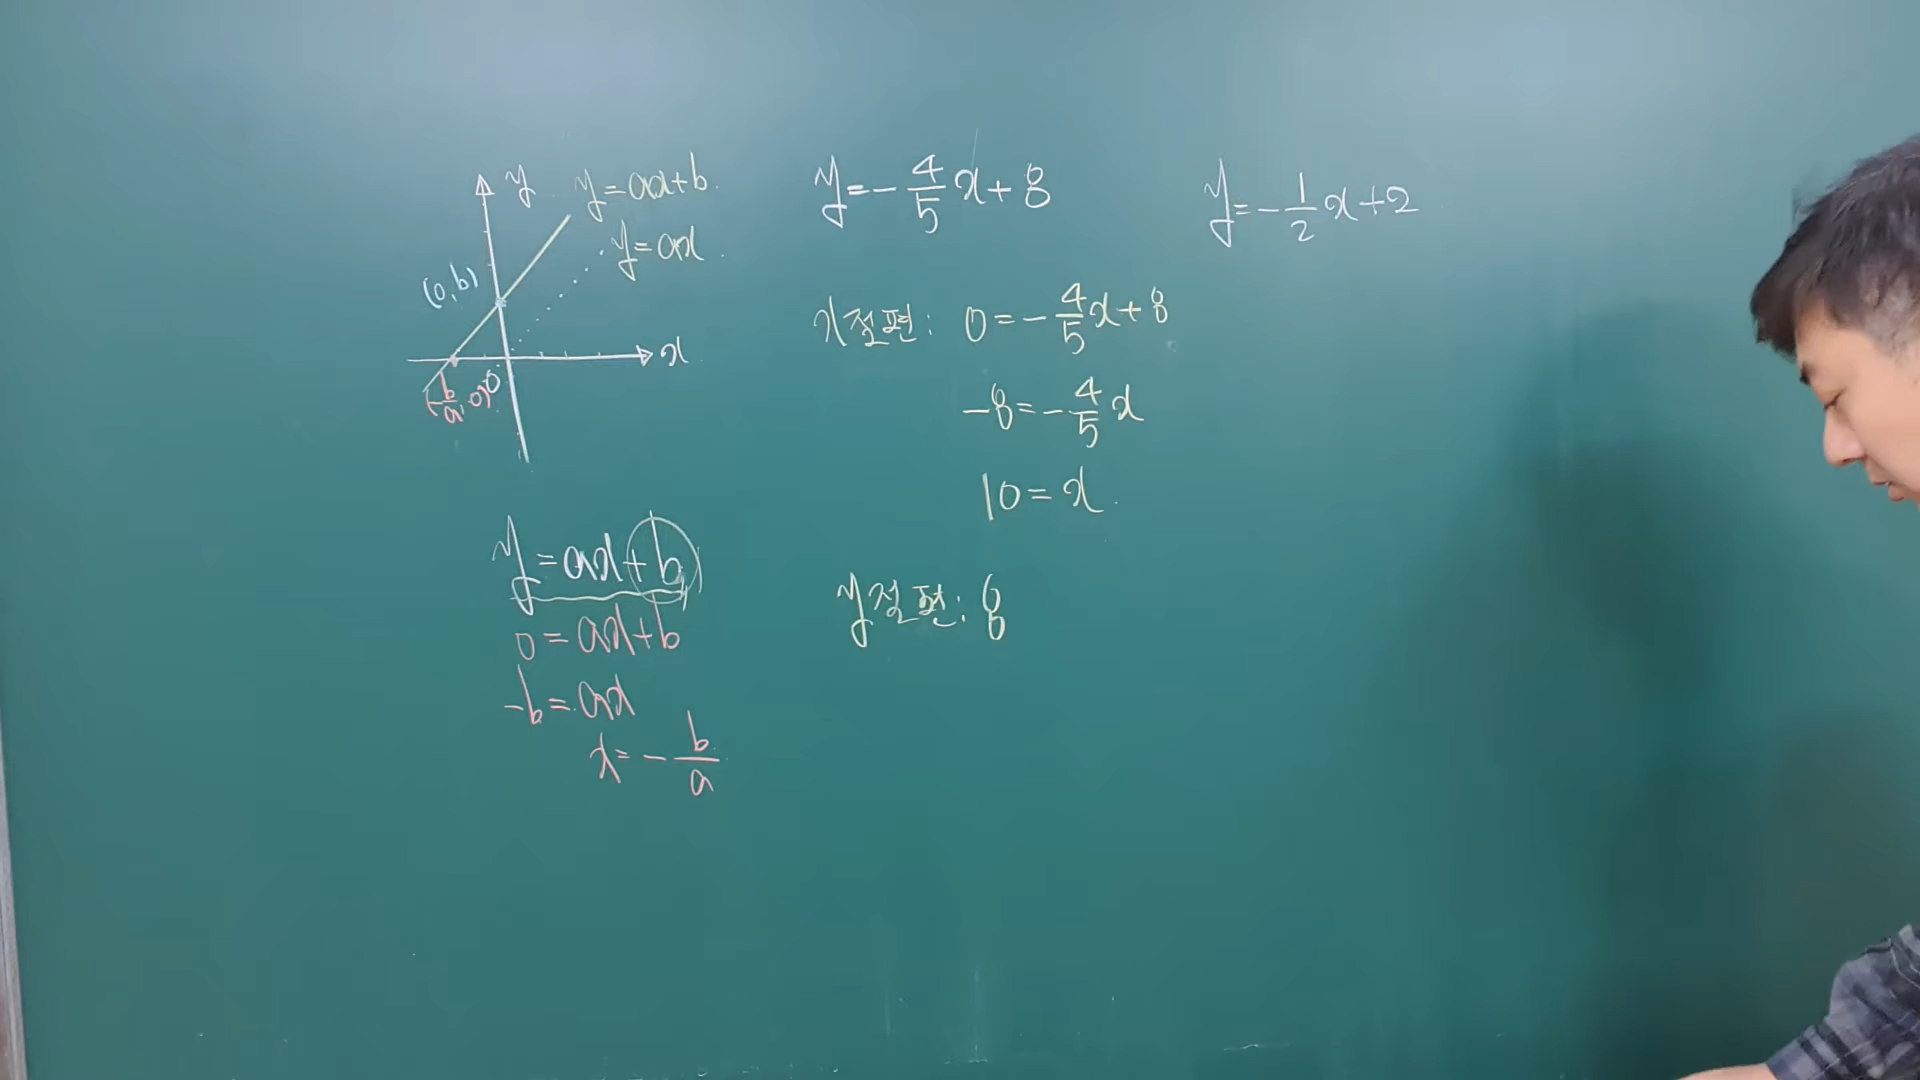 y
y=ax+b
y=ax
(0,b)
x
0
(-b/a, 0)
y=ax+b
0=ax+b
-b=ax
x=-b/a
y=-4/5x+8
x절편: 0=-4/5x+8
-8=-4/5x
10=x
y절편: 8
y=-1/2x+2